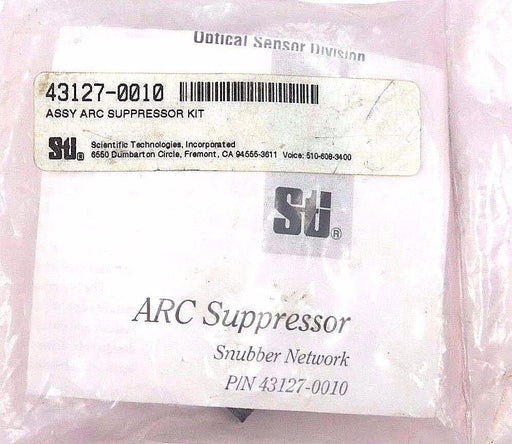 Optical Sensor Division
43127-0010
ASSY ARC SUPPRESSOR KIT
Sti® Scientific Technologies, Incorporated
6550 Dumbarton Circle, Fremont, CA 94555-3611 Voice: 510-608-3400
Sti®
ARC Suppressor
Snubber Network
P/N 43127-0010